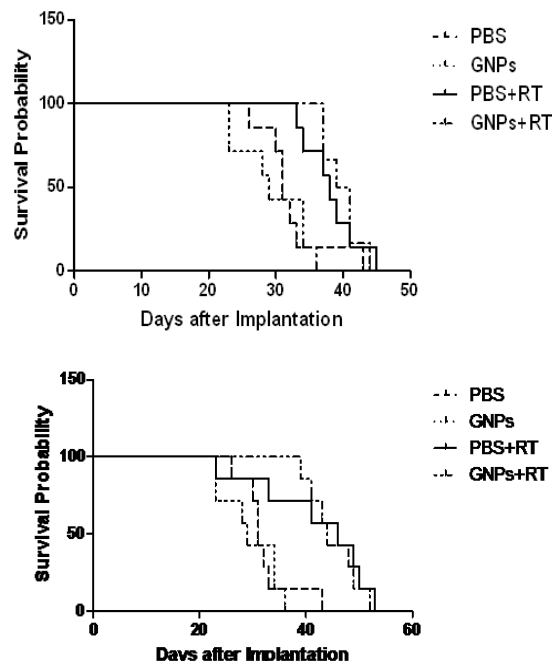 150
100
50
0
Survival Probability
0 10 20 30 40 50
Days after Implantation
PBS
GNPs
PBS+RT
GNPs+RT
150
100
50
0
Survival Probability
0 20 40 60
Days after Implantation
PBS
GNPs
PBS+RT
GNPs+RT